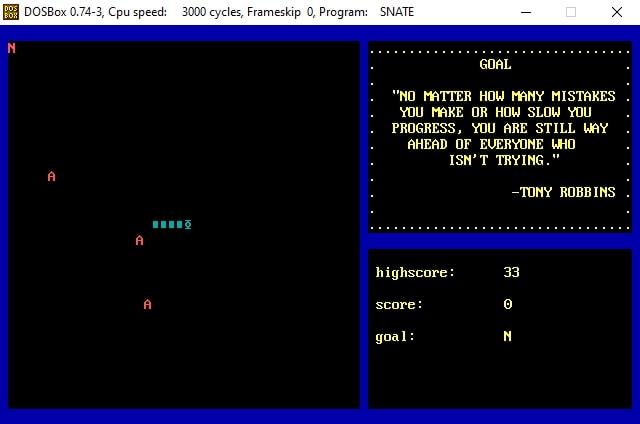 DOSBox 0.74-3, Cpu speed: 3000 cycles, Frameskip 0, Program: SNATE
N
A
A
A
GOAL
"NO MATTER HOW MANY MISTAKES
YOU MAKE OR HOW SLOW YOU
PROGRESS, YOU ARE STILL WAY
AHEAD OF EVERYONE WHO
ISN'T TRYING."
-TONY ROBBINS
highscore: 33
score: 0
goal: N